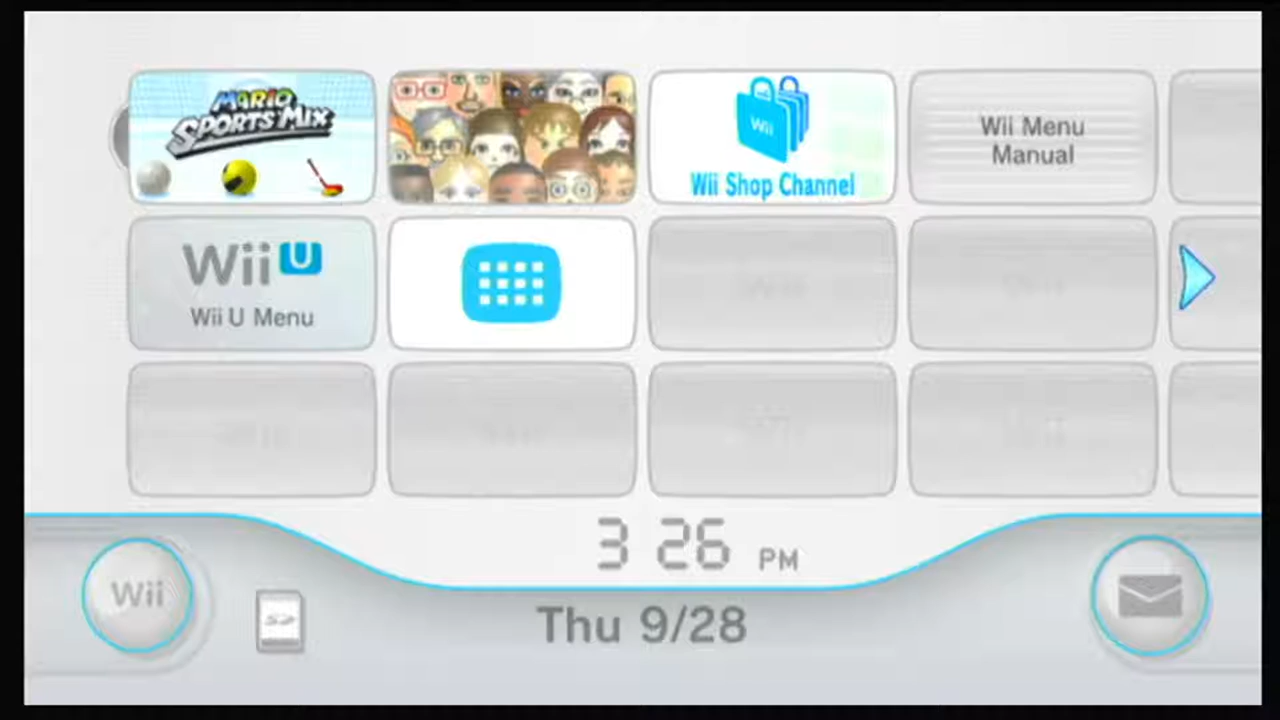 MARIO
SPORTS MIX
Wii
Wii Shop Channel
Wii Menu
Manual
Wii U
Wii U Menu
3 26 PM
Wii
SD
Thu 9/28